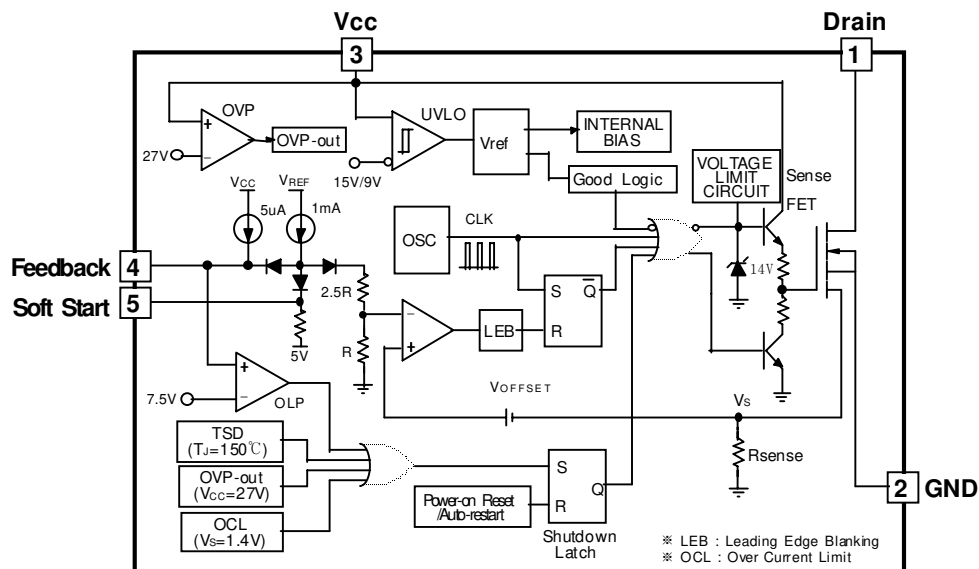 Vcc
Drain
3
1
OVP
UVLO
+
−
27V
OVP-out
Vref
INTERNAL
BIAS
15V/9V
Good Logic
VOLTAGE
LIMIT
CIRCUIT
Sense
FET
VCC
VREF
5uA
1mA
OSC
CLK
14V
Feedback
4
Soft Start
5
2.5R
R
5V
−
+
LEB
S
Q
R
VOFFSET
VS
Rsense
+
−
7.5V
OLP
TSD
(TJ=150℃)
OVP-out
(VCC=27V)
OCL
(VS=1.4V)
Power-on Reset
/Auto-restart
S
R
Q
Shutdown
Latch
2
GND
※ LEB : Leading Edge Blanking
※ OCL : Over Current Limit